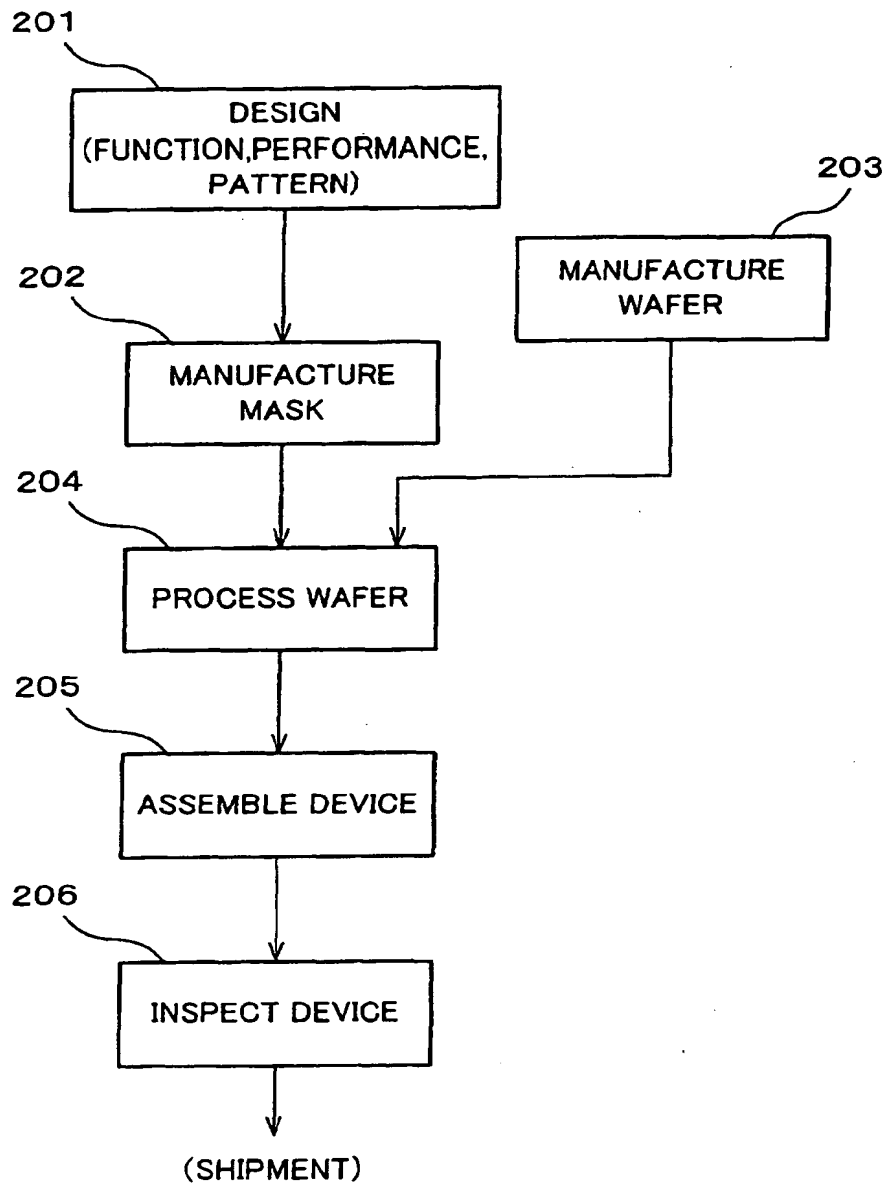 201
DESIGN
(FUNCTION,PERFORMANCE,
PATTERN)
203
MANUFACTURE
WAFER
202
MANUFACTURE
MASK
204
PROCESS WAFER
205
ASSEMBLE DEVICE
206
INSPECT DEVICE
(SHIPMENT)